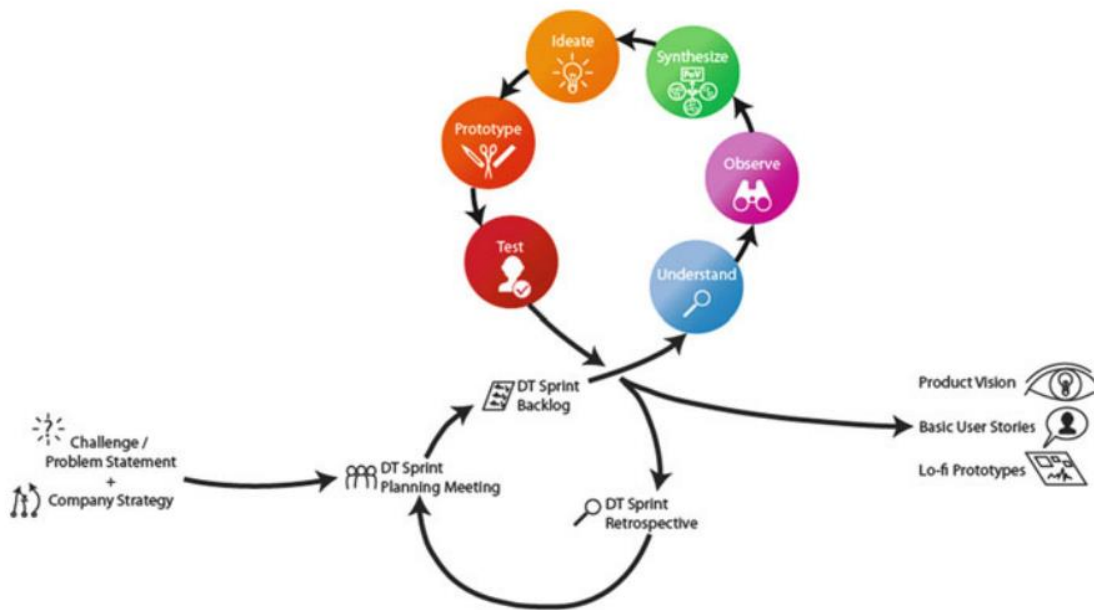 Ideate
Synthesize
PoV
Prototype
Observe
Test
Understand
DT Sprint
Backlog
Product Vision
Basic User Stories
Lo-fi Prototypes
?
Challenge /
Problem Statement
+
Company Strategy
DT Sprint
Planning Meeting
DT Sprint
Retrospective